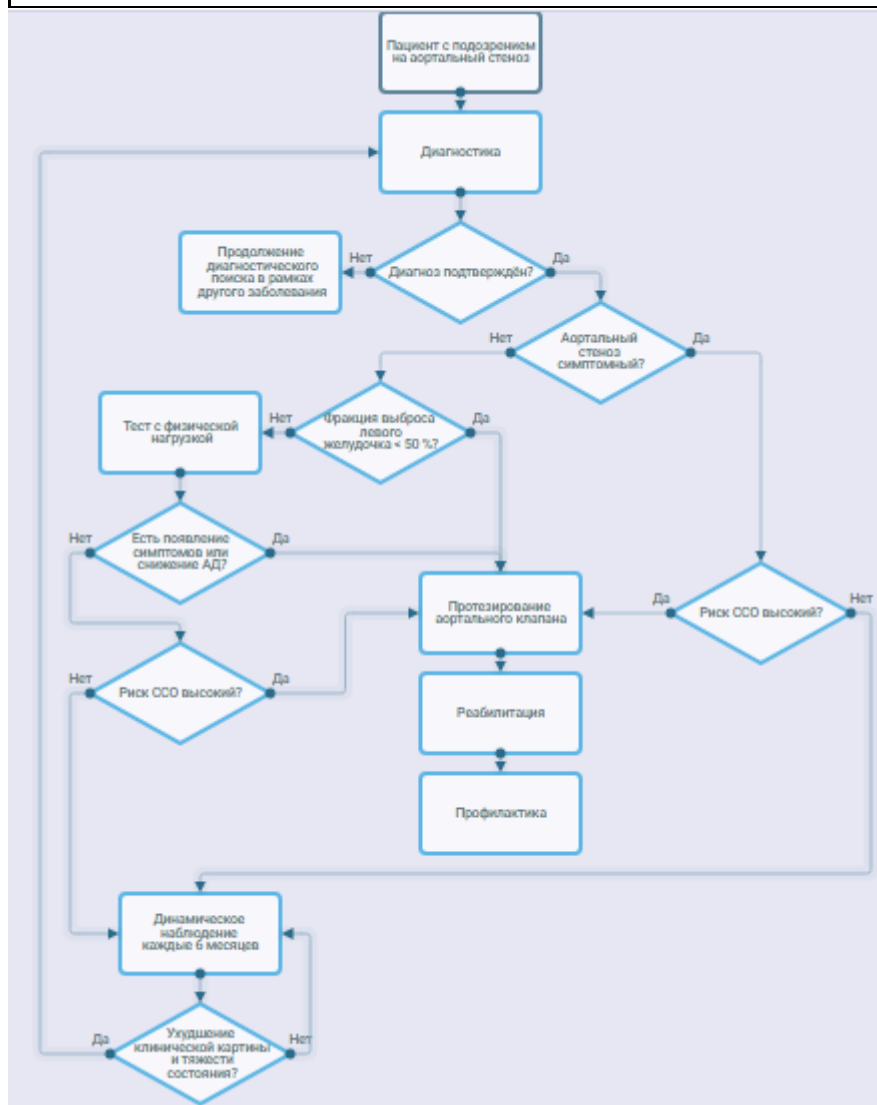 Пациент с подозрением
на аортальный стеноз
Диагностика
Диагноз подтверждён?
Нет
Да
Продолжение
диагностического
поиска в рамках
другого заболевания
Аортальный
стеноз
симптомный?
Нет
Да
Фракция выброса
левого
желудочка < 50 %?
Нет
Да
Тест с физической
нагрузкой
Есть появление
симптомов или
снижение АД?
Нет
Да
Протезирование
аортального клапана
Риск ССО высокий?
Да
Нет
Риск ССО высокий?
Нет
Да
Реабилитация
Профилактика
Динамическое
наблюдение
каждые 6 месяцев
Ухудшение
клинической картины
и тяжести
состояния?
Да
Нет